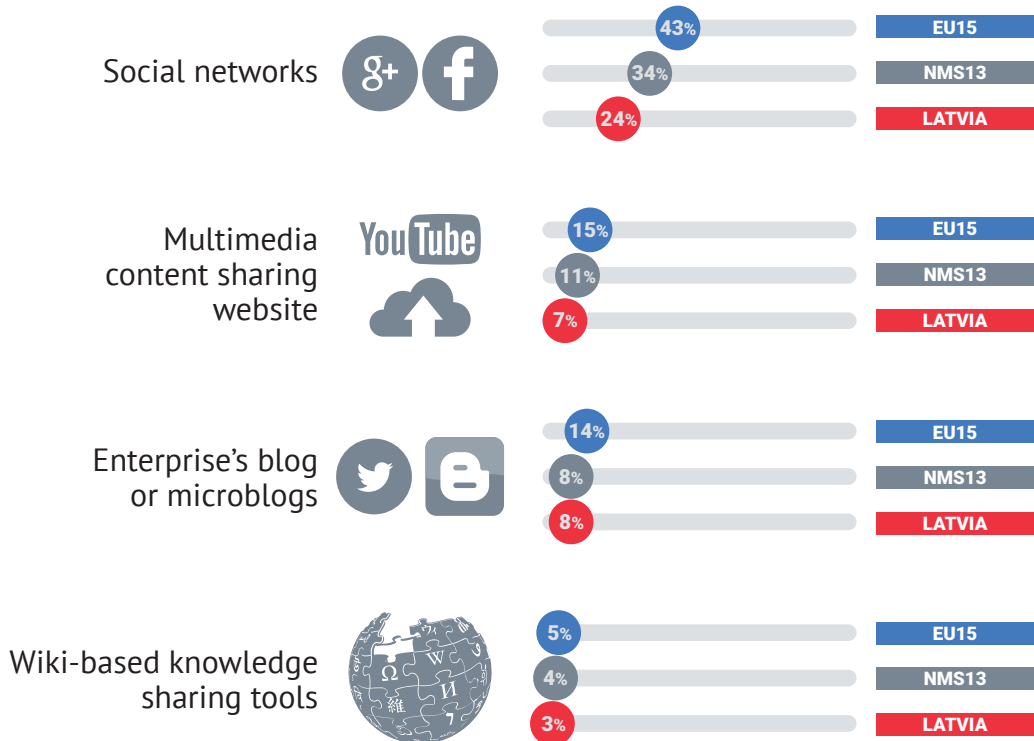 Social networks
g+ f
43%
EU15
34%
NMS13
24%
LATVIA
Multimedia
content sharing
website
YouTube
15%
EU15
11%
NMS13
7%
LATVIA
Enterprise’s blog
or microblogs
B
14%
EU15
8%
NMS13
8%
LATVIA
Wiki-based knowledge
sharing tools
Ω W
維 И
5%
EU15
4%
NMS13
3%
LATVIA